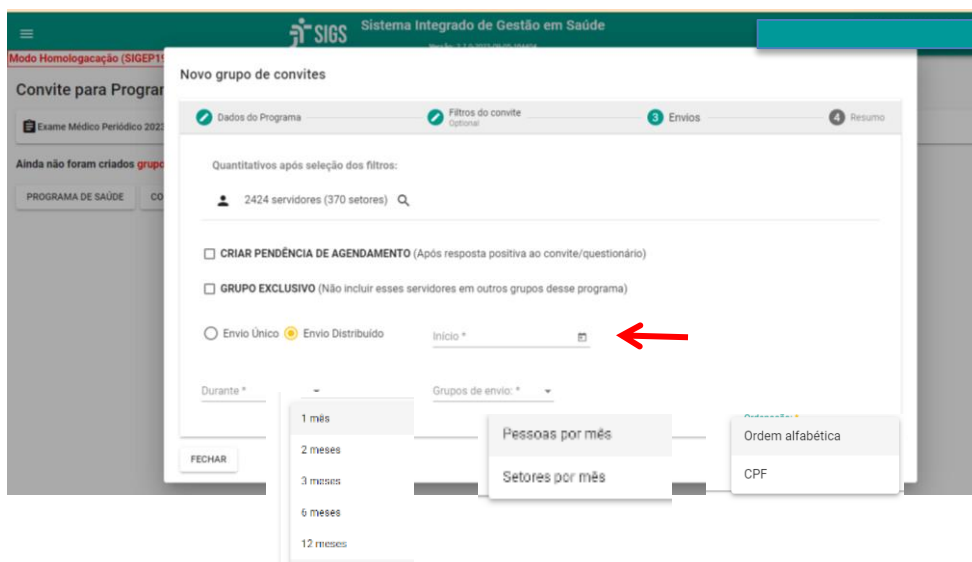 SIGS Sistema Integrado de Gestão em Saúde
Modo Homologacação (SIGEP19
Novo grupo de convites
Convite para Program
Dados do Programa
Filtros do convite
Optional
3 Envios
4 Resumo
Exame Médico Periódico 2023
Quantitativos após seleção dos filtros:
Ainda não foram criados grupo
2424 servidores (370 setores)
PROGRAMA DE SAÚDE
CO
CRIAR PENDÊNCIA DE AGENDAMENTO (Após resposta positiva ao convite/questionário)
GRUPO EXCLUSIVO (Não incluir esses servidores em outros grupos desse programa)
Envio Único Envio Distribuído
Início *
Durante *
Grupos de envio: *
Ordenação: *
1 mês
2 meses
3 meses
6 meses
12 meses
Pessoas por mês
Setores por mês
Ordem alfabética
CPF
FECHAR